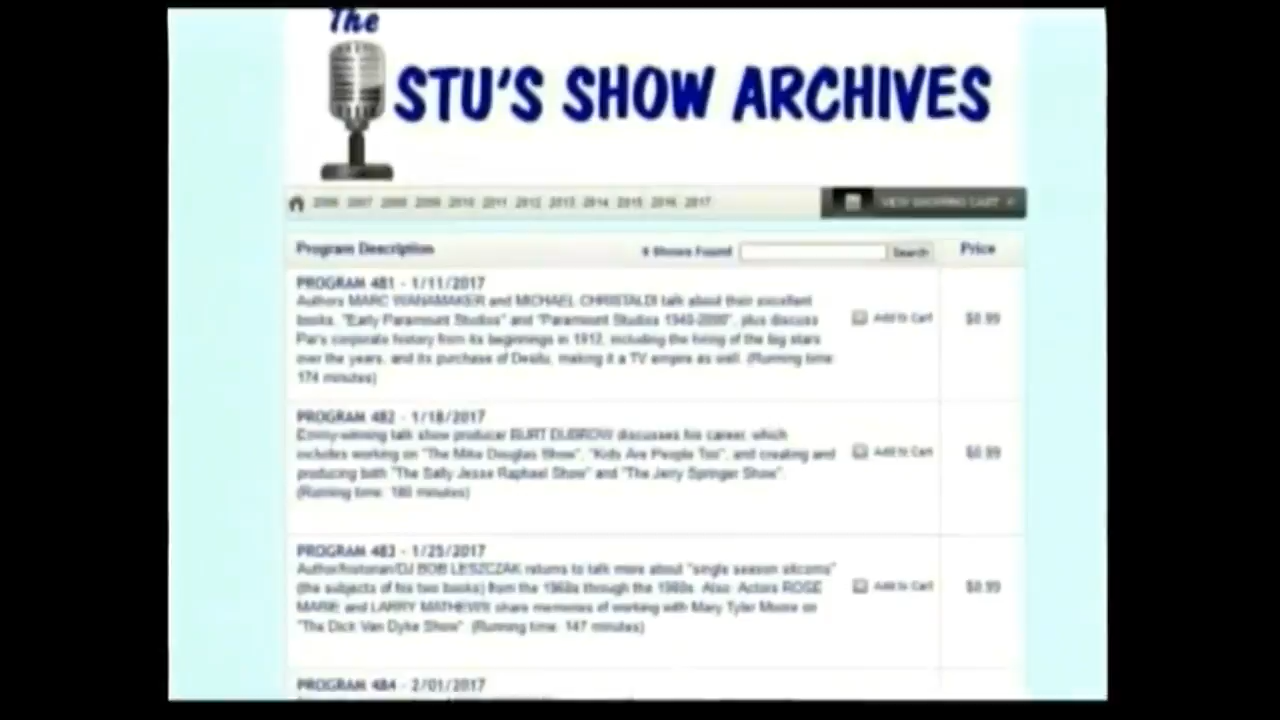 The
STU'S SHOW ARCHIVES
2006 2007 2008 2009 2010 2011 2012 2013 2014 2015 2016 2017 VIEW SHOPPING CART
Program Description Shows Found Search Price
PROGRAM 481 - 1/11/2017
Authors MARC WANAMAKER and MICHAEL CHRISTALDI talk about their excellent
books, "Early Paramount Studios" and "Paramount Studios 1940-2000", plus discuss
Par's corporate history from its beginnings in 1912, including the hiring of the big stars
over the years, and its purchase of Desilu, making it a TV empire as well. (Running time:
174 minutes)
Add to Cart $0.99
PROGRAM 482 - 1/18/2017
Emmy-winning talk show producer BURT DUBROW discusses his career, which
includes working on "The Mike Douglas Show", "Kids Are People Too", and creating and
producing both "The Sally Jesse Raphael Show" and "The Jerry Springer Show".
(Running time: 180 minutes)
Add to Cart $0.99
PROGRAM 483 - 1/25/2017
Author/historian/DJ BOB LESZCZAK returns to talk more about "single season sitcoms"
(the subjects of his two books) from the 1960s through the 1980s. Also: Actors ROSE
MARIE and LARRY MATHEWS share memories of working with Mary Tyler Moore on
"The Dick Van Dyke Show". (Running time: 147 minutes)
Add to Cart $0.99
PROGRAM 484 - 2/01/2017